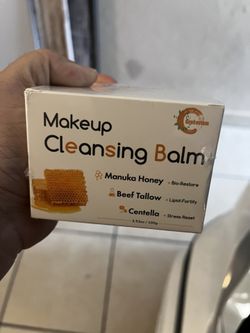 Makeup
Cleansing Balm
Manuka Honey - Bio-Restore
Beef Tallow - Lipid Fortify
Centella - Stress Reset